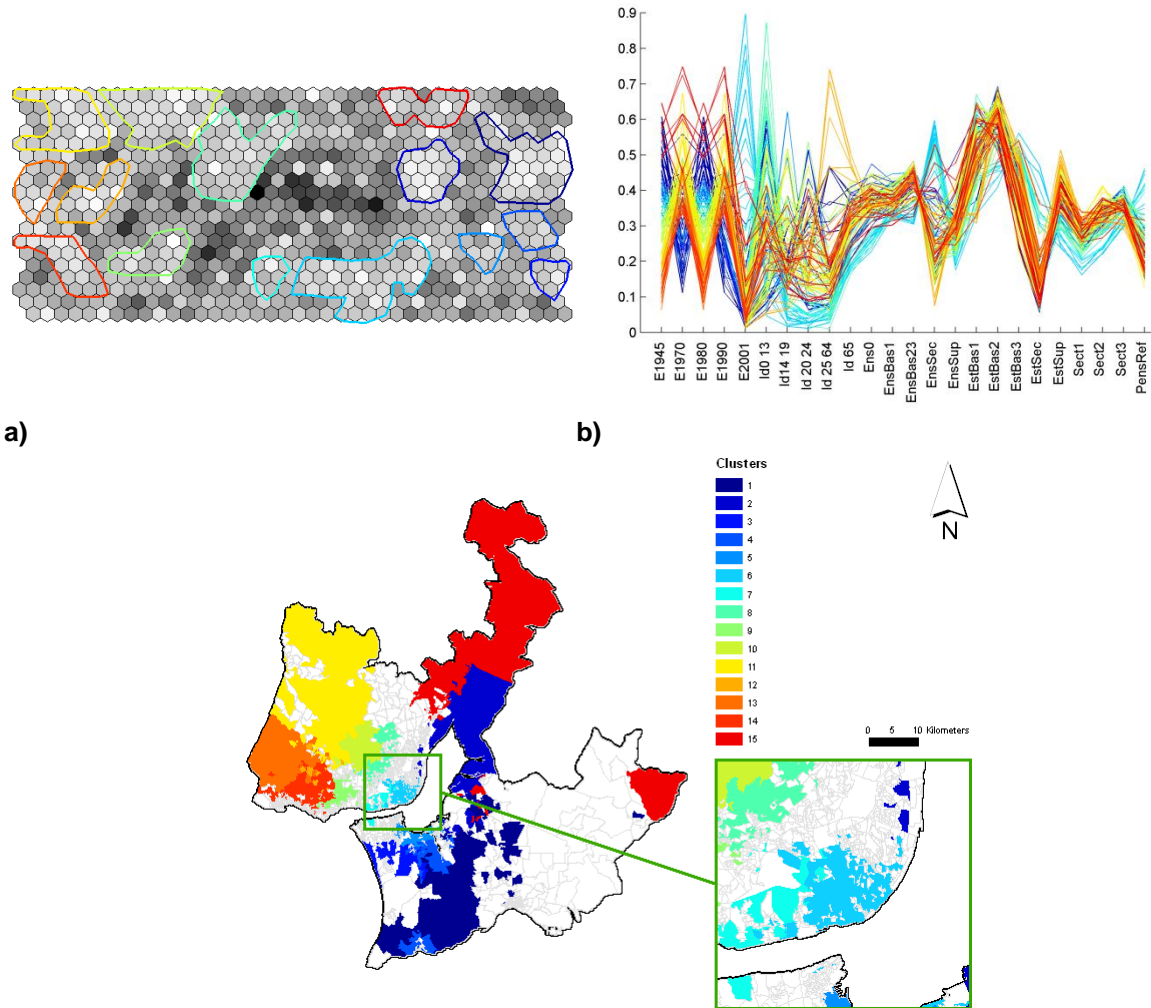 0.9
0.8
0.7
0.6
0.5
0.4
0.3
0.2
0.1
0
E1945
E1970
E1980
E1990
E2001
Id0 13
Id14 19
Id 20 24
Id 25 64
Id 65
Ens0
EnsBas1
EnsBas23
EnsSec
EnsSup
EstBas1
EstBas2
EstBas3
EstSec
EstSup
Sect1
Sect2
Sect3
PensRef
a)
b)
Clusters
1
2
3
4
5
6
7
8
9
10
11
12
13
14
15
N
0 5 10 Kilometers